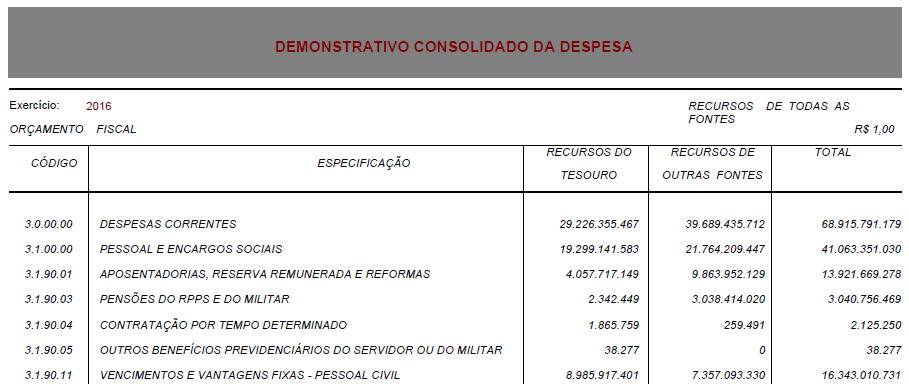 DEMONSTRATIVO CONSOLIDADO DA DESPESA
Exercício: 2016
RECURSOS DE TODAS AS FONTES
ORÇAMENTO FISCAL
R$ 1,00
CÓDIGO ESPECIFICAÇÃO RECURSOS DO TESOURO RECURSOS DE OUTRAS FONTES TOTAL
3.0.00.00 DESPESAS CORRENTES 29.226.355.467 39.689.435.712 68.915.791.179
3.1.00.00 PESSOAL E ENCARGOS SOCIAIS 19.299.141.583 21.764.209.447 41.063.351.030
3.1.90.01 APOSENTADORIAS, RESERVA REMUNERADA E REFORMAS 4.057.717.149 9.863.952.129 13.921.669.278
3.1.90.03 PENSÕES DO RPPS E DO MILITAR 2.342.449 3.038.414.020 3.040.756.469
3.1.90.04 CONTRATAÇÃO POR TEMPO DETERMINADO 1.865.759 259.491 2.125.250
3.1.90.05 OUTROS BENEFÍCIOS PREVIDENCIÁRIOS DO SERVIDOR OU DO MILITAR 38.277 0 38.277
3.1.90.11 VENCIMENTOS E VANTAGENS FIXAS - PESSOAL CIVIL 8.985.917.401 7.357.093.330 16.343.010.731